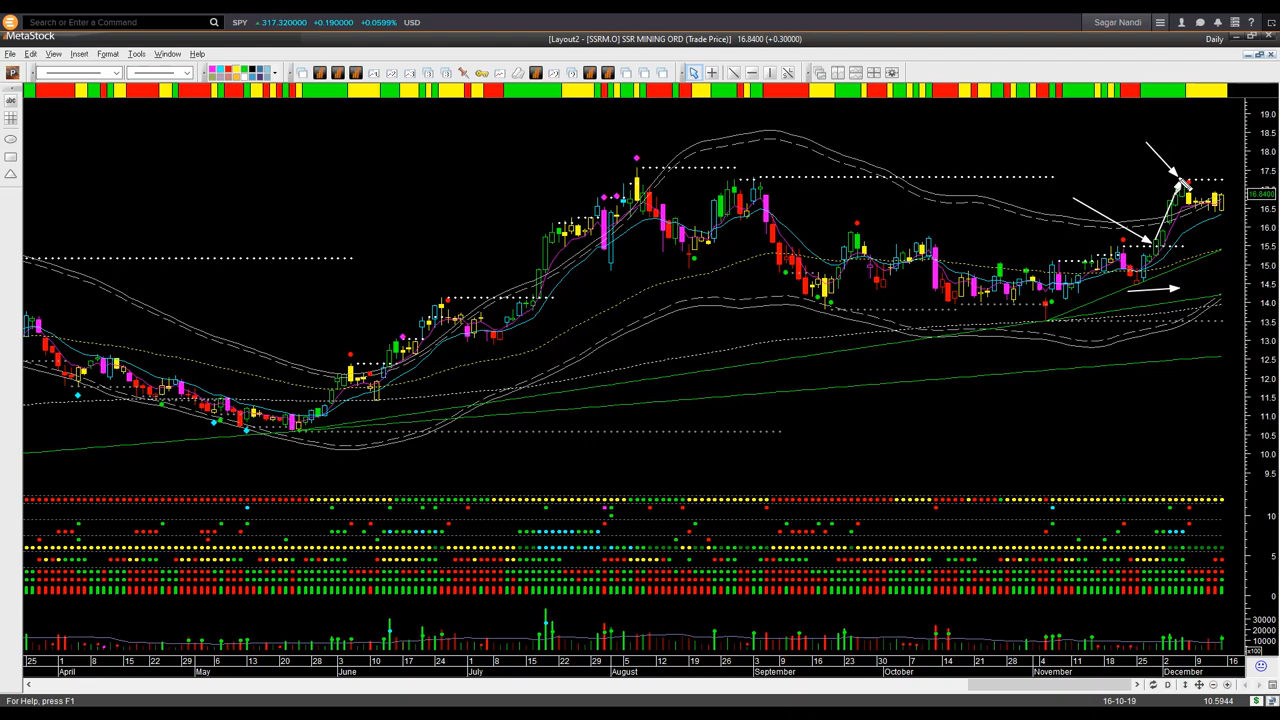 Search or Enter a Command SPY 317.32000 +0.19000 +0.0599% USD Sagar Nandi
MetaStock [Layout2 - [SSRM.O] SSR MINING ORD (Trade Price)] 16.8400 (+0.30000) Daily
File Edit View Insert Format Tools Window Help
P
abc
19.0
18.5
18.0
17.5
17.0
16.8400
16.5
16.0
15.5
15.0
14.5
14.0
13.5
13.0
12.5
12.0
11.5
11.0
10.5
10.0
9.5
10
5
0
30000
20000
10000
x100
25 1 8 15 22 29 6 13 20 28 3 10 17 24 1 8 15 22 29 5 12 19 26 3 9 16 23 30 7 14 21 28 4 11 18 25 2 9 16
April May June July August September October November December
D
For Help, press F1 16-10-19 10.5944